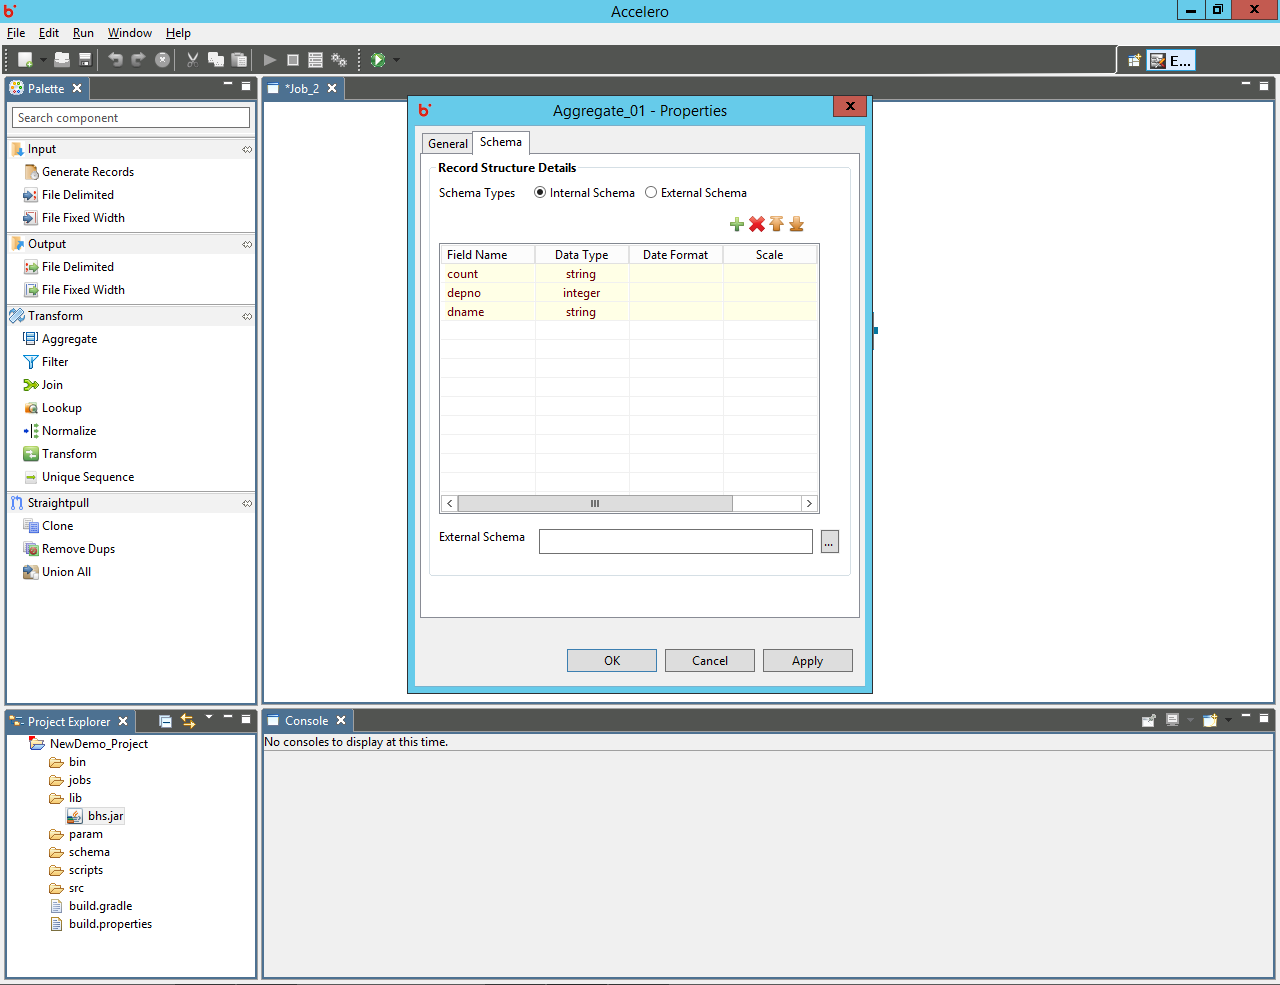 Accelero
File Edit Run Window Help
E...
Palette
Search component
Input
Generate Records
File Delimited
File Fixed Width
Output
File Delimited
File Fixed Width
Transform
Aggregate
Filter
Join
Lookup
Normalize
Transform
Unique Sequence
Straightpull
Clone
Remove Dups
Union All
*Job_2
Aggregate_01 - Properties
General Schema
Record Structure Details
Schema Types Internal Schema External Schema
Field Name Data Type Date Format Scale
count string
depno integer
dname string
External Schema ...
OK Cancel Apply
Project Explorer
NewDemo_Project
bin
jobs
lib
bhs.jar
param
schema
scripts
src
build.gradle
build.properties
Console
No consoles to display at this time.